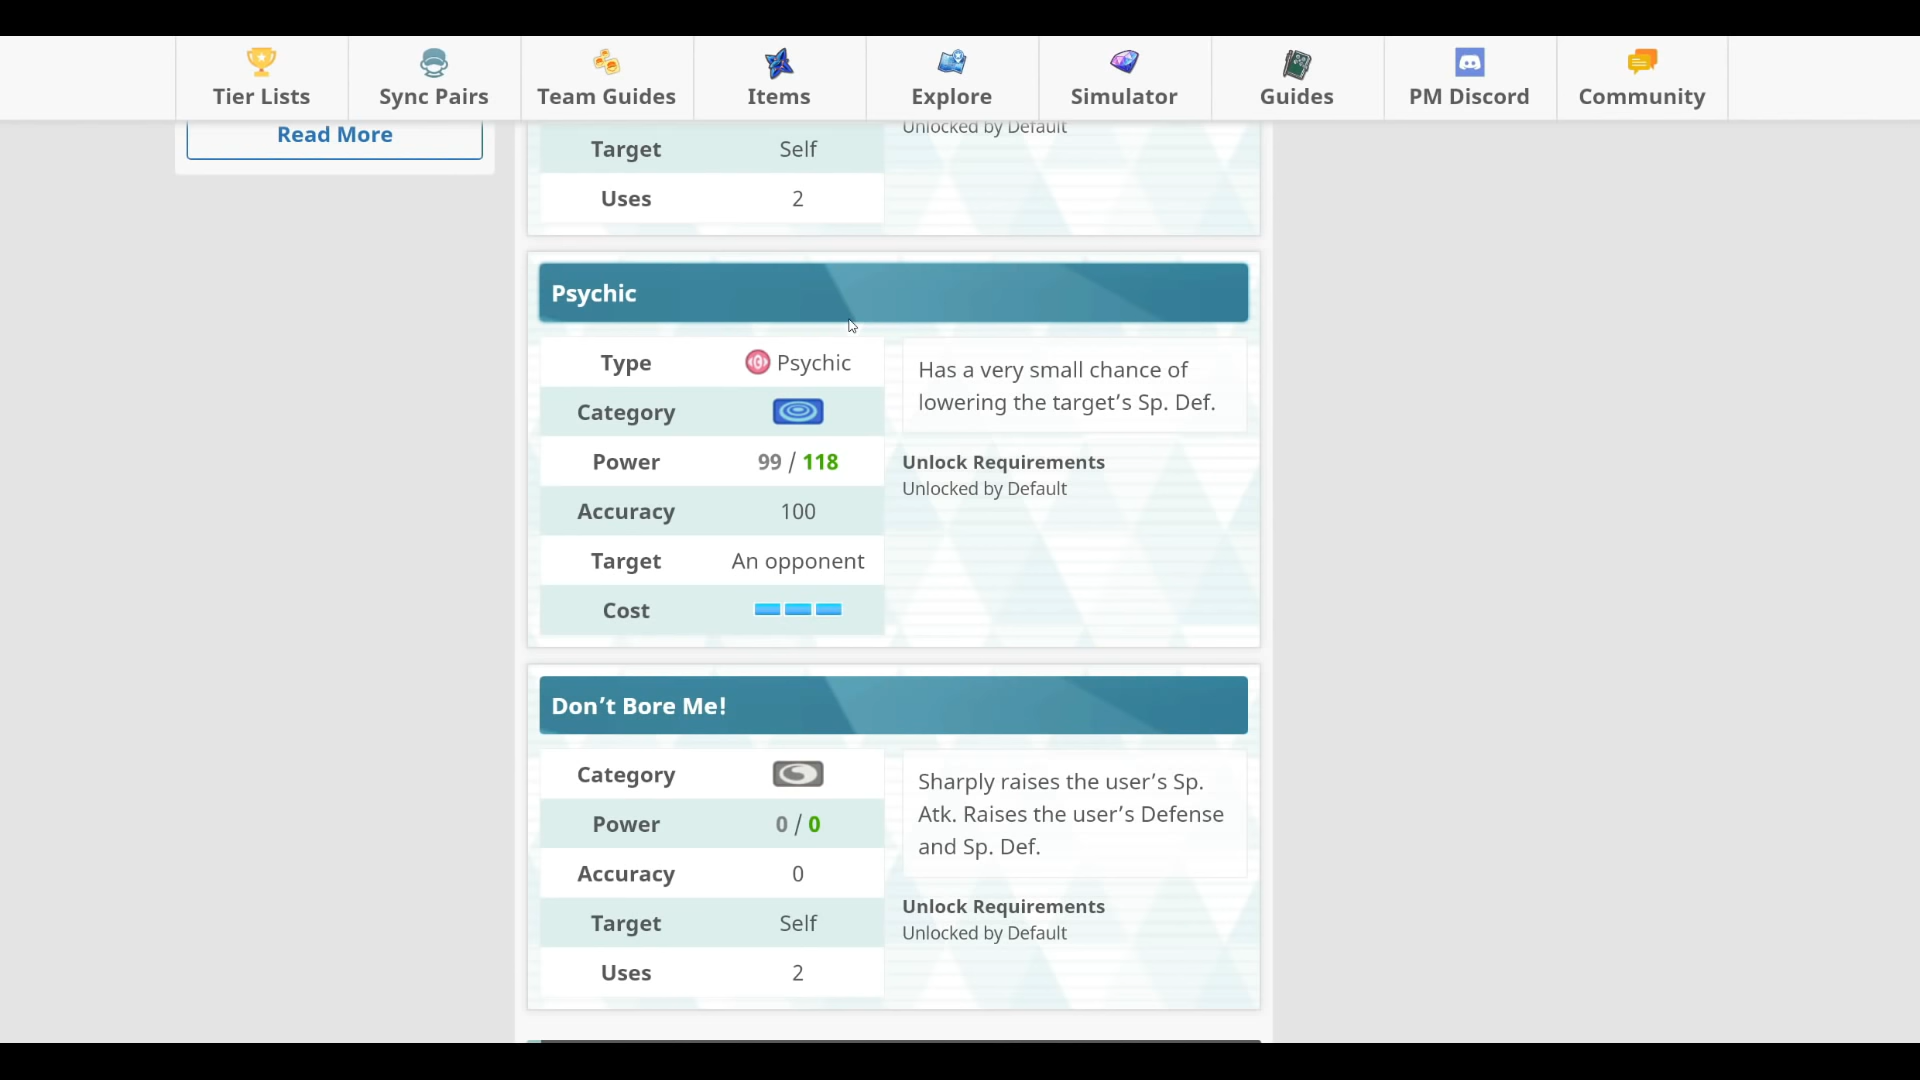 Tier Lists
Sync Pairs
Team Guides
Items
Explore
Simulator
Guides
PM Discord
Community
Read More
Unlocked by Default
Target Self
Uses 2
Psychic
Type Psychic
Category
Power 99 / 118
Accuracy 100
Target An opponent
Cost
Has a very small chance of
lowering the target’s Sp. Def.
Unlock Requirements
Unlocked by Default
Don’t Bore Me!
Category
Power 0 / 0
Accuracy 0
Target Self
Uses 2
Sharply raises the user’s Sp.
Atk. Raises the user’s Defense
and Sp. Def.
Unlock Requirements
Unlocked by Default